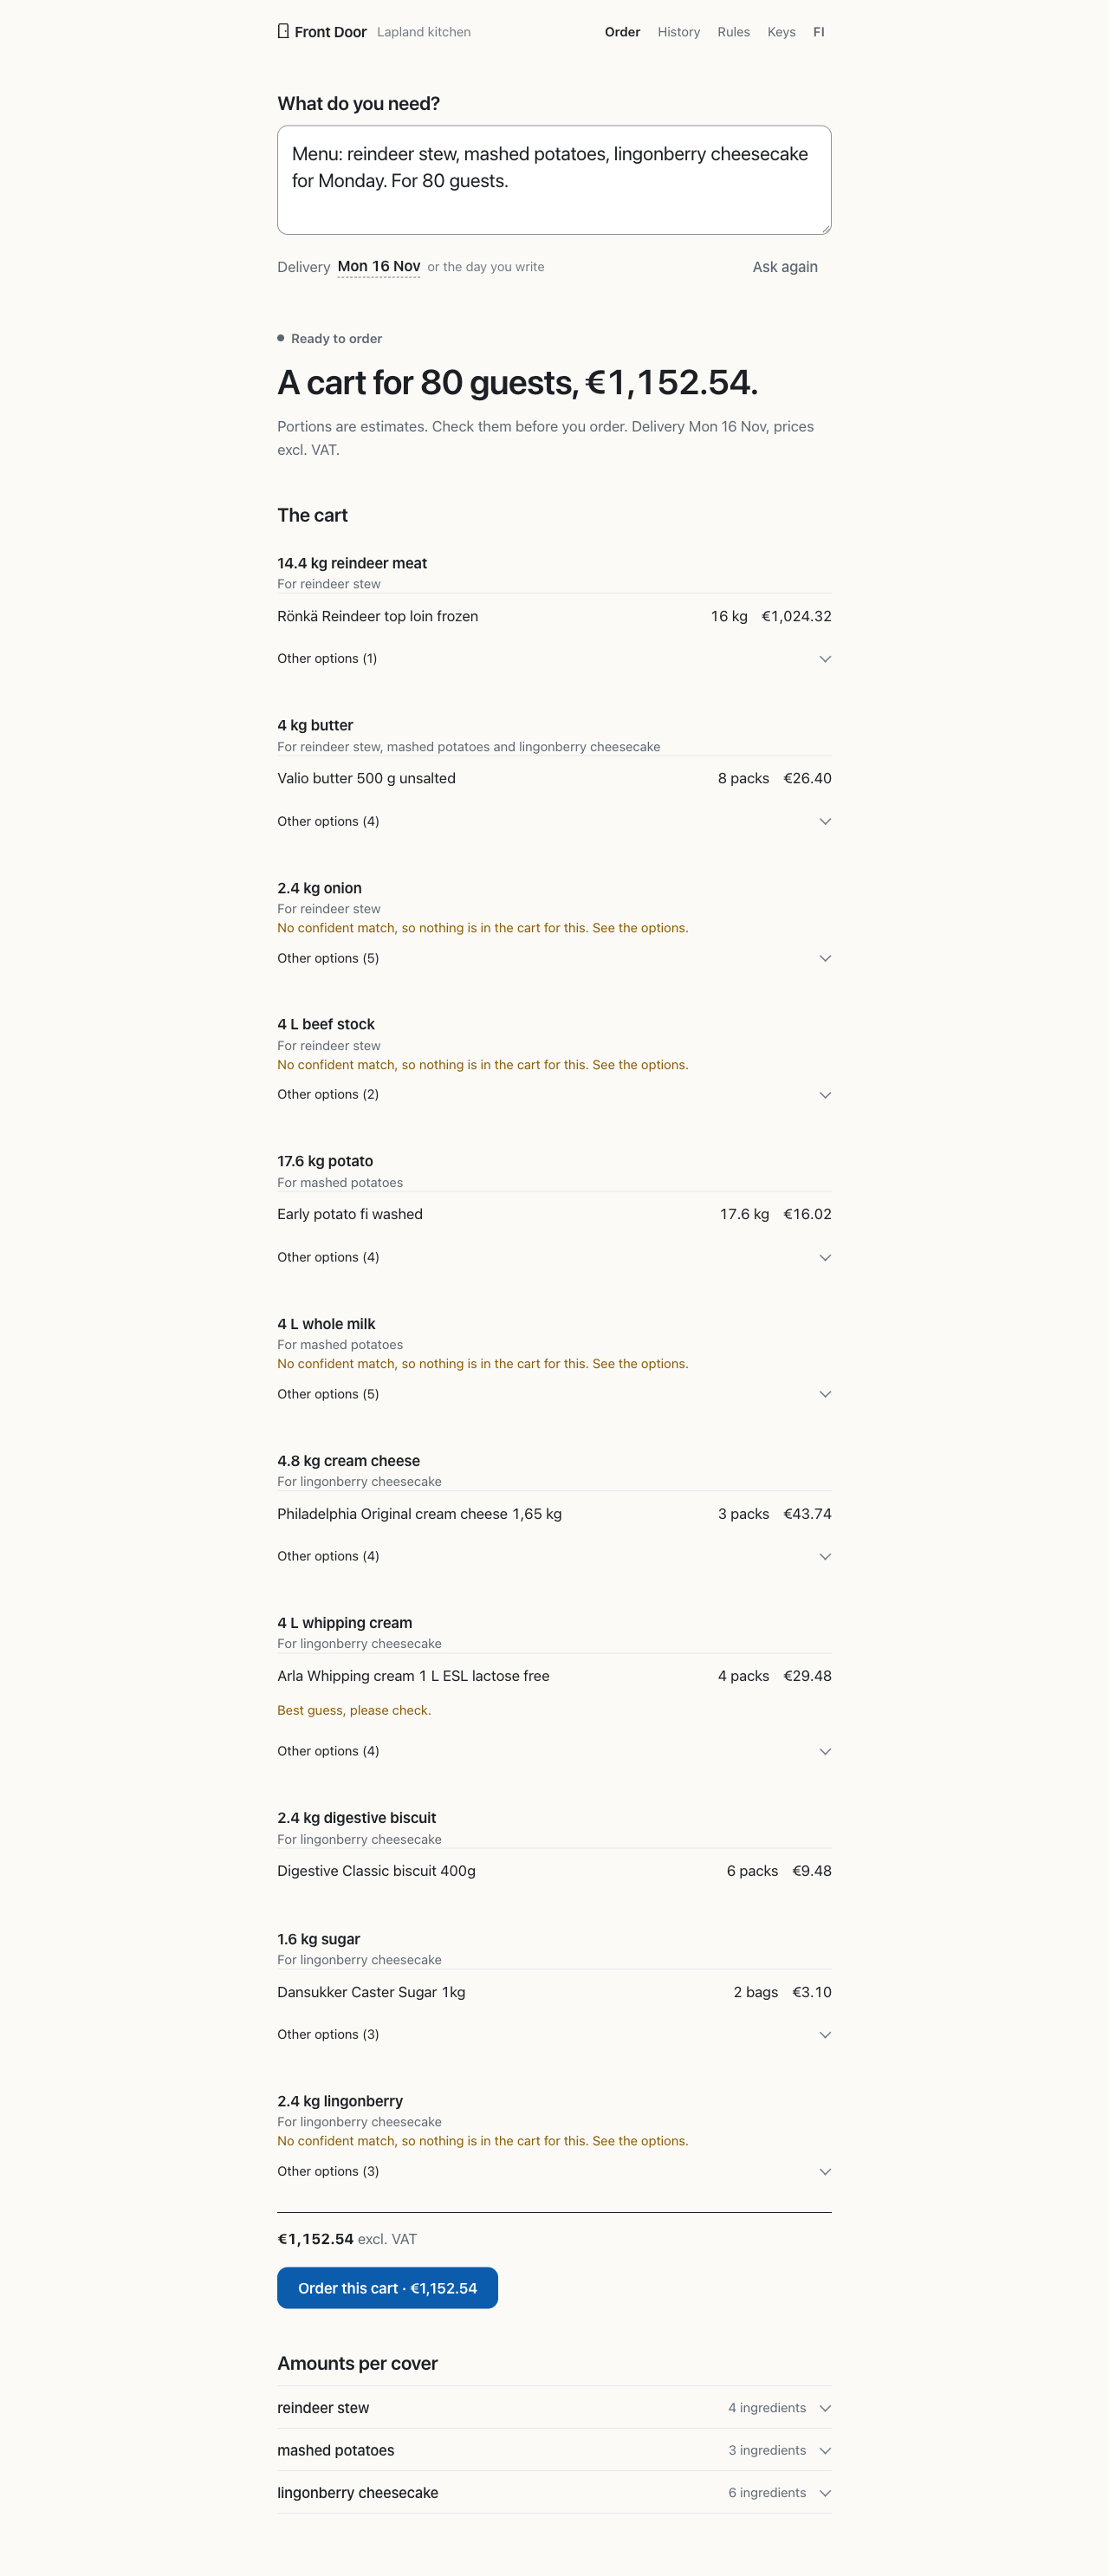 Front Door Lapland kitchen Order History Rules Keys FI
What do you need?
Menu: reindeer stew, mashed potatoes, lingonberry cheesecake
for Monday. For 80 guests.
Delivery Mon 16 Nov or the day you write Ask again
Ready to order
A cart for 80 guests, €1,152.54.
Portions are estimates. Check them before you order. Delivery Mon 16 Nov, prices
excl. VAT.
The cart
14.4 kg reindeer meat
For reindeer stew
Rönkä Reindeer top loin frozen 16 kg €1,024.32
Other options (1)
4 kg butter
For reindeer stew, mashed potatoes and lingonberry cheesecake
Valio butter 500 g unsalted 8 packs €26.40
Other options (4)
2.4 kg onion
For reindeer stew
No confident match, so nothing is in the cart for this. See the options.
Other options (5)
4 L beef stock
For reindeer stew
No confident match, so nothing is in the cart for this. See the options.
Other options (2)
17.6 kg potato
For mashed potatoes
Early potato fi washed 17.6 kg €16.02
Other options (4)
4 L whole milk
For mashed potatoes
No confident match, so nothing is in the cart for this. See the options.
Other options (5)
4.8 kg cream cheese
For lingonberry cheesecake
Philadelphia Original cream cheese 1,65 kg 3 packs €43.74
Other options (4)
4 L whipping cream
For lingonberry cheesecake
Arla Whipping cream 1 L ESL lactose free 4 packs €29.48
Best guess, please check.
Other options (4)
2.4 kg digestive biscuit
For lingonberry cheesecake
Digestive Classic biscuit 400g 6 packs €9.48
1.6 kg sugar
For lingonberry cheesecake
Dansukker Caster Sugar 1kg 2 bags €3.10
Other options (3)
2.4 kg lingonberry
For lingonberry cheesecake
No confident match, so nothing is in the cart for this. See the options.
Other options (3)
€1,152.54 excl. VAT
Order this cart · €1,152.54
Amounts per cover
reindeer stew 4 ingredients
mashed potatoes 3 ingredients
lingonberry cheesecake 6 ingredients